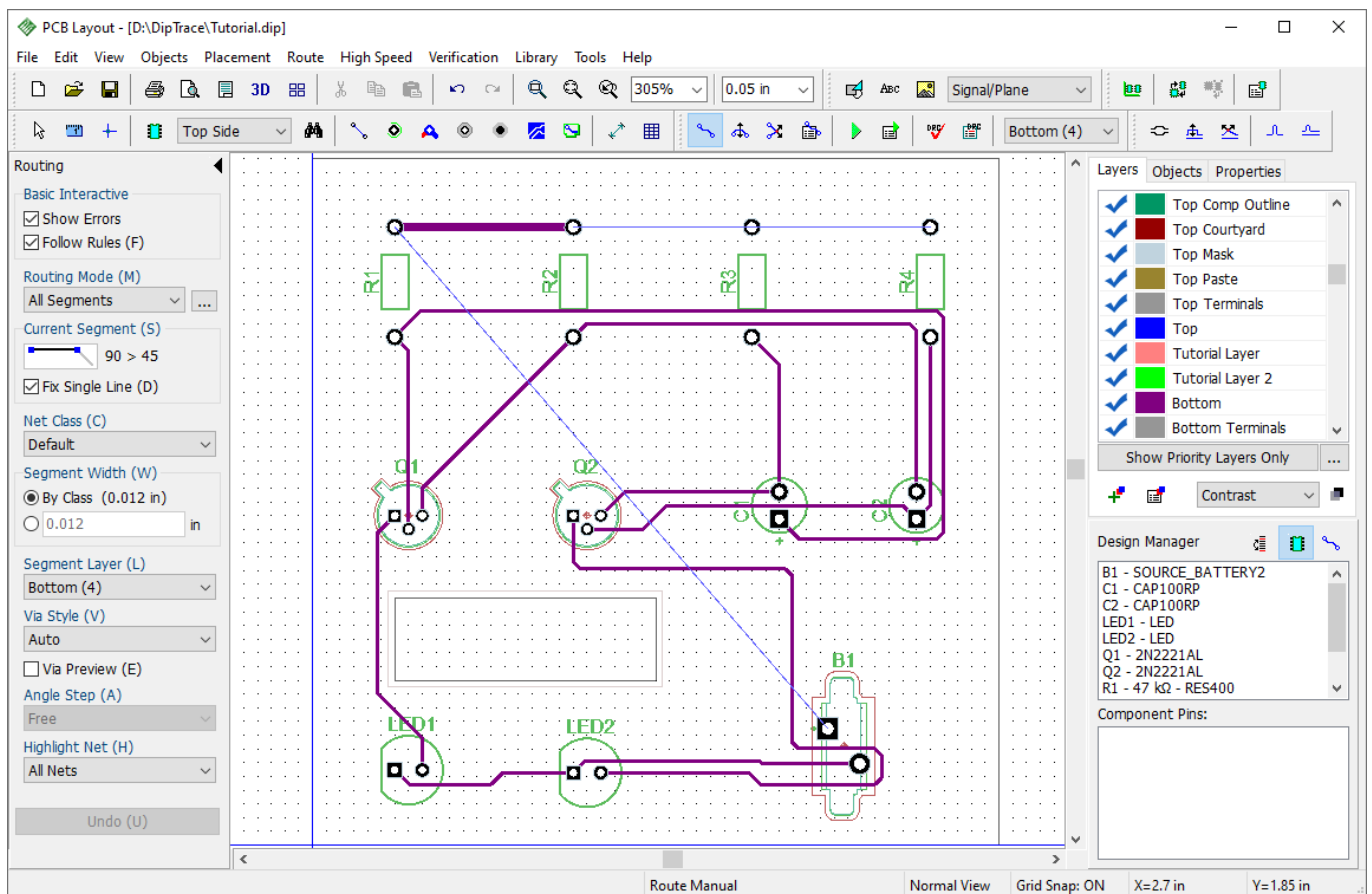 PCB Layout - [D:\DipTrace\Tutorial.dip]
File Edit View Objects Placement Route High Speed Verification Library Tools Help
3D 305% 0.05 in ABC Signal/Plane
Top Side DRC DRC Bottom (4)
Routing
Basic Interactive
Show Errors
Follow Rules (F)
Routing Mode (M)
All Segments ...
Current Segment (S)
90 > 45
Fix Single Line (D)
Net Class (C)
Default
Segment Width (W)
By Class (0.012 in)
0.012 in
Segment Layer (L)
Bottom (4)
Via Style (V)
Auto
Via Preview (E)
Angle Step (A)
Free
Highlight Net (H)
All Nets
Undo (U)
R1 R2 R3 R4
Q1 Q2
C1 C2
B1
LED1 LED2
Layers Objects Properties
Top Comp Outline
Top Courtyard
Top Mask
Top Paste
Top Terminals
Top
Tutorial Layer
Tutorial Layer 2
Bottom
Bottom Terminals
Show Priority Layers Only ...
Contrast
Design Manager
B1 - SOURCE_BATTERY2
C1 - CAP100RP
C2 - CAP100RP
LED1 - LED
LED2 - LED
Q1 - 2N2221AL
Q2 - 2N2221AL
R1 - 47 kΩ - RES400
Component Pins:
Route Manual Normal View Grid Snap: ON X=2.7 in Y=1.85 in